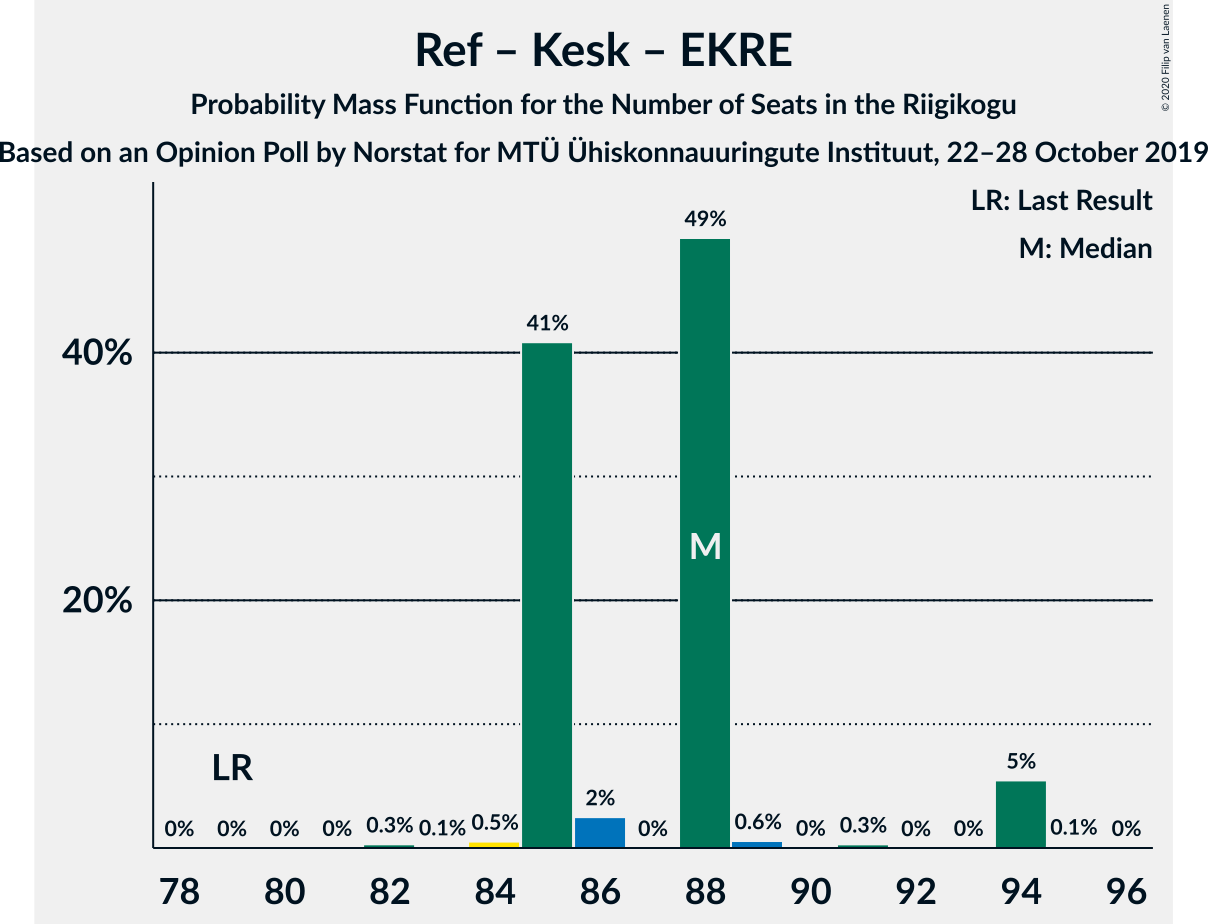 Ref – Kesk – EKRE
Probability Mass Function for the Number of Seats in the Riigikogu
Based on an Opinion Poll by Norstat for MTÜ Ühiskonnauuringute Instituut, 22–28 October 2019
© 2020 Filip van Laenen
LR: Last Result
M: Median
49%
41%
40%
M
20%
LR
5%
2%
0% 0% 0% 0% 0.3% 0.1% 0.5% 0% 0.6% 0% 0.3% 0% 0% 0.1% 0%
78 80 82 84 86 88 90 92 94 96